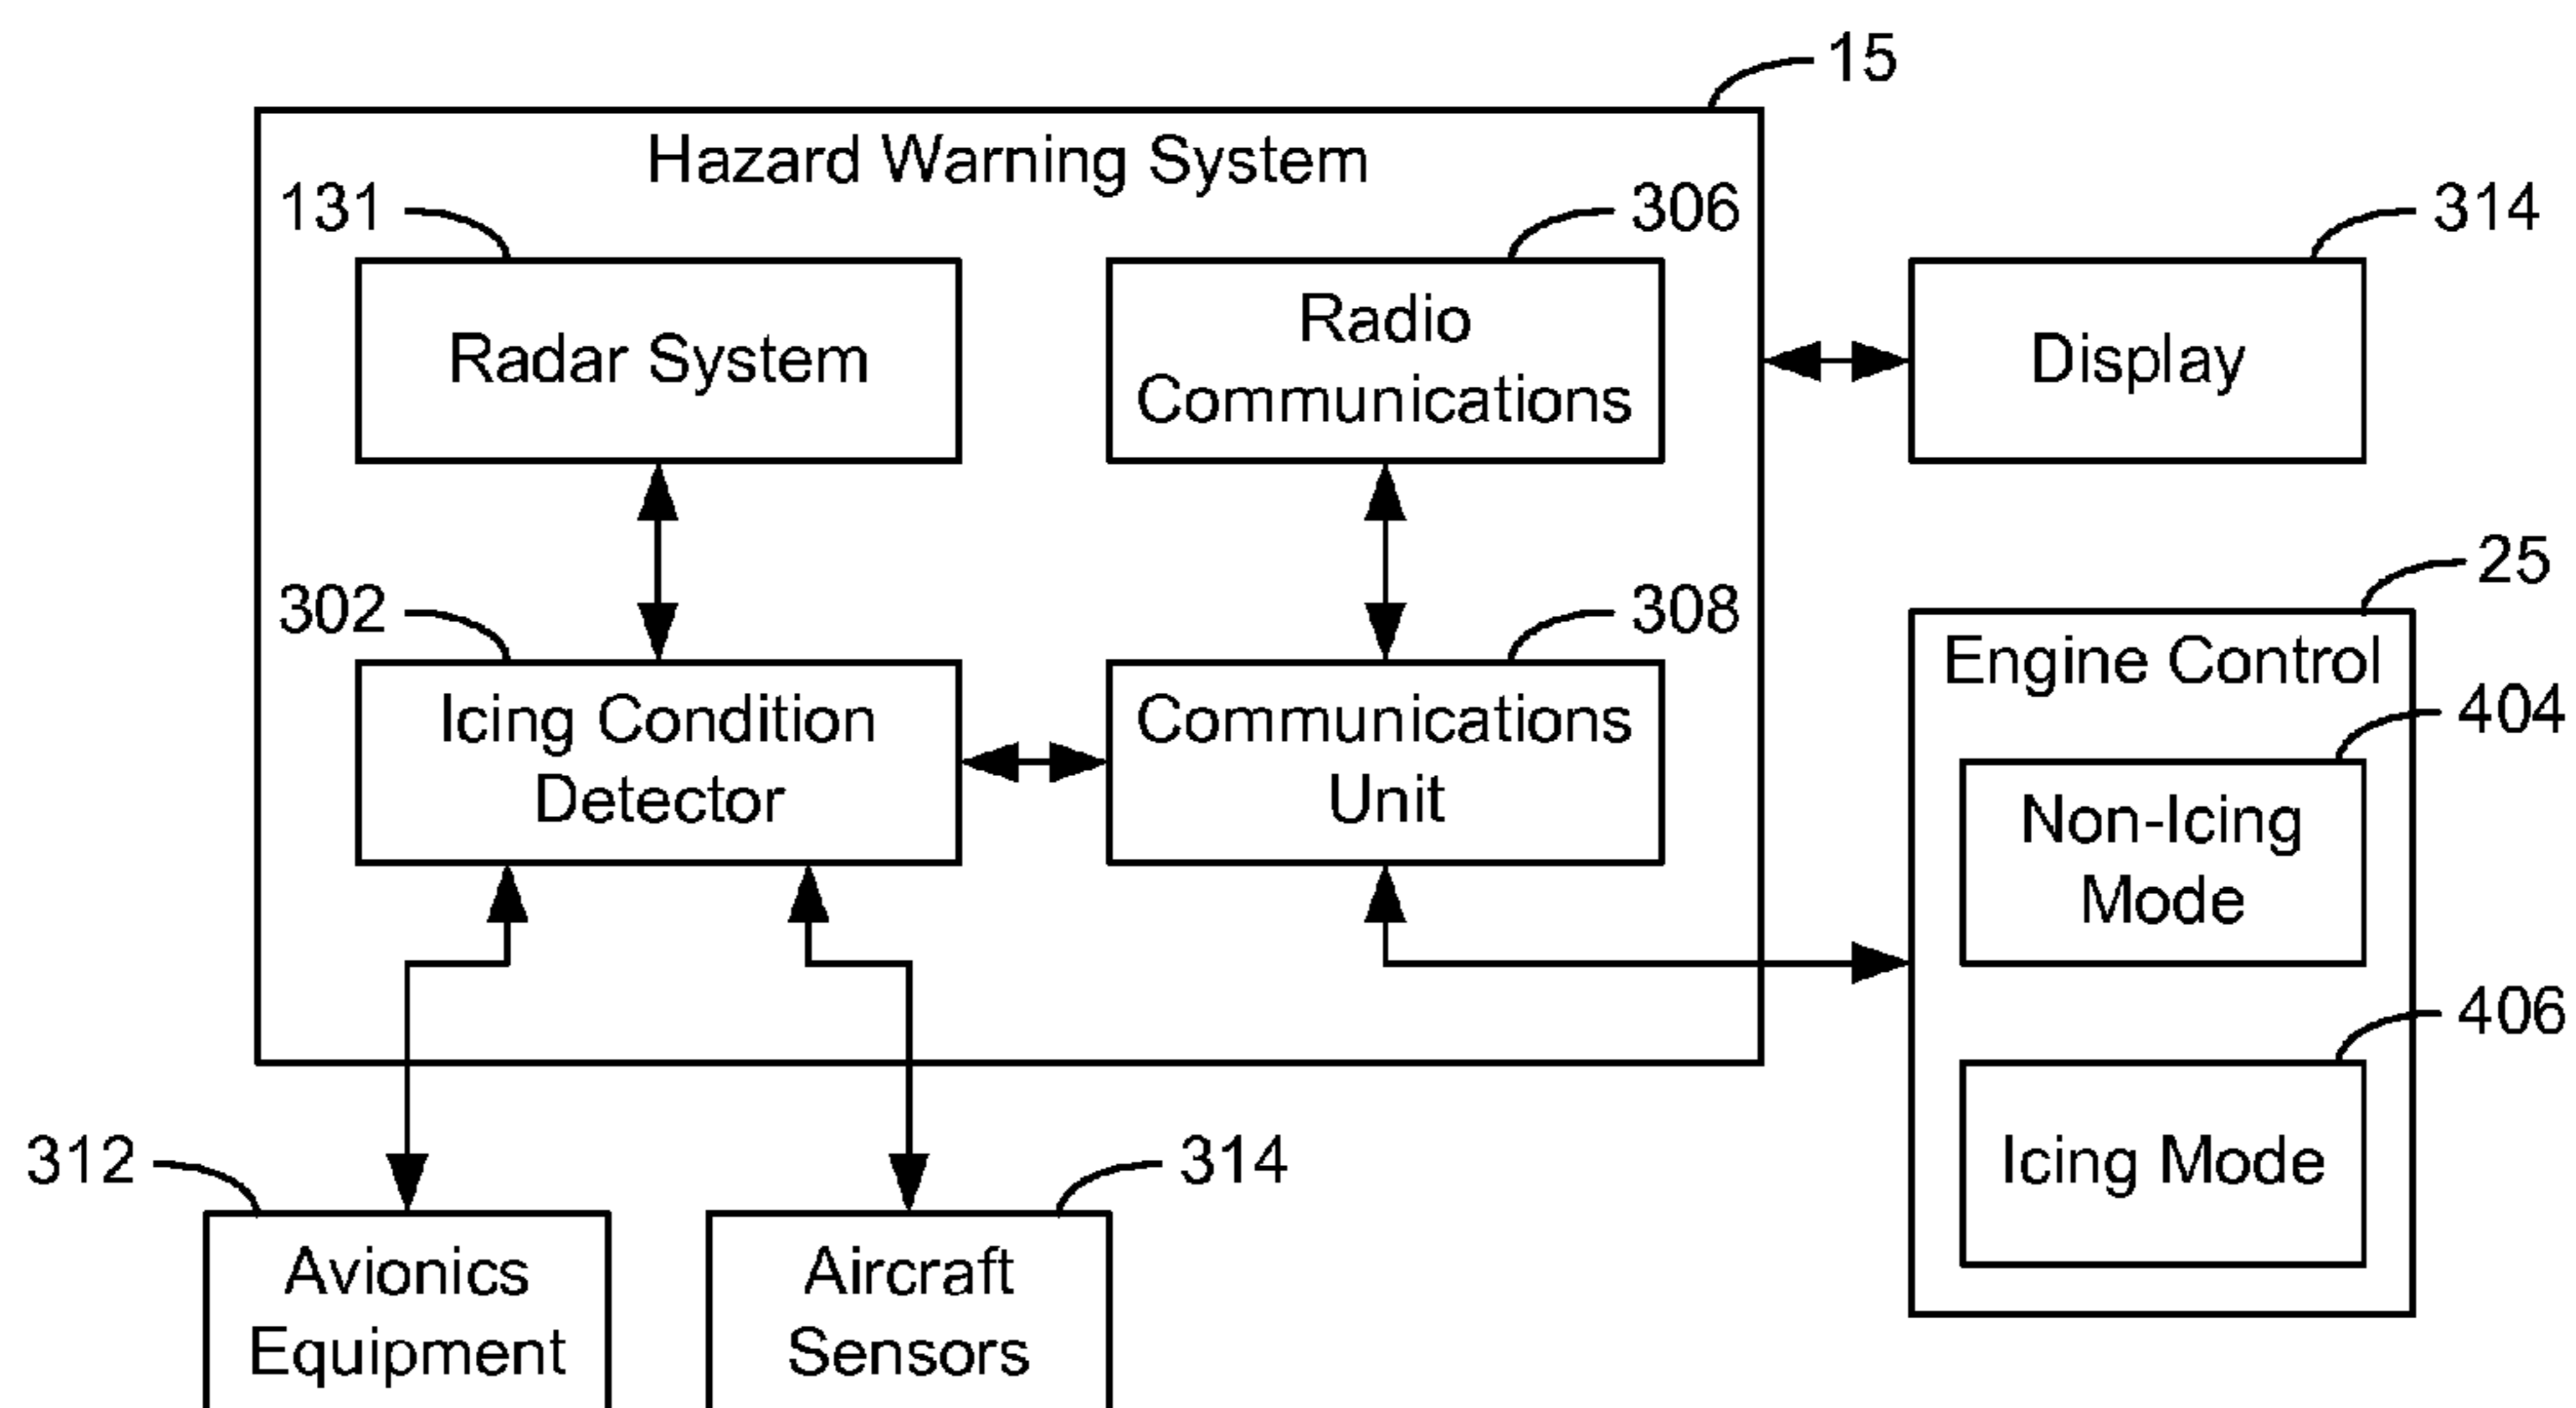 15
Hazard Warning System
131
306
314
Radar System
Radio
Communications
Display
25
302
308
Engine Control
404
Icing Condition
Detector
Communications
Unit
Non-Icing
Mode
406
312
314
Icing Mode
Avionics
Equipment
Aircraft
Sensors